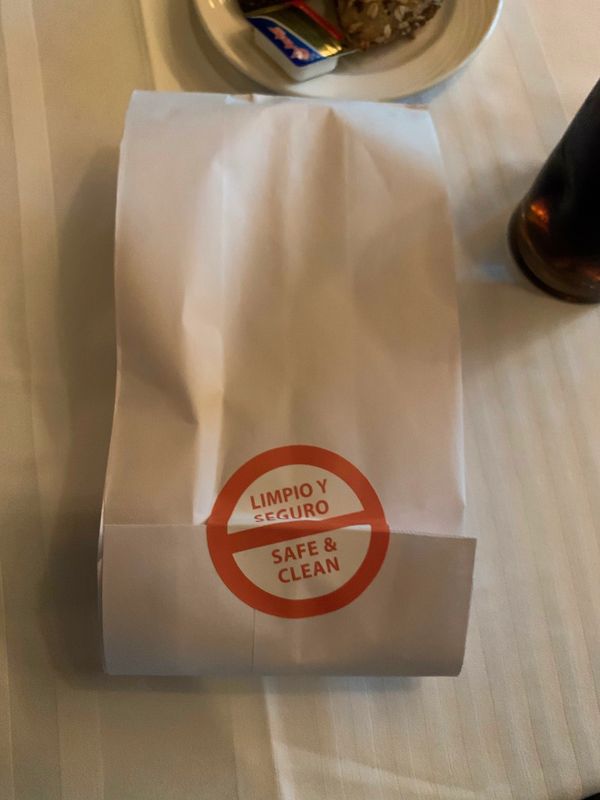 LIMPIO Y
SEGURO
SAFE &
CLEAN